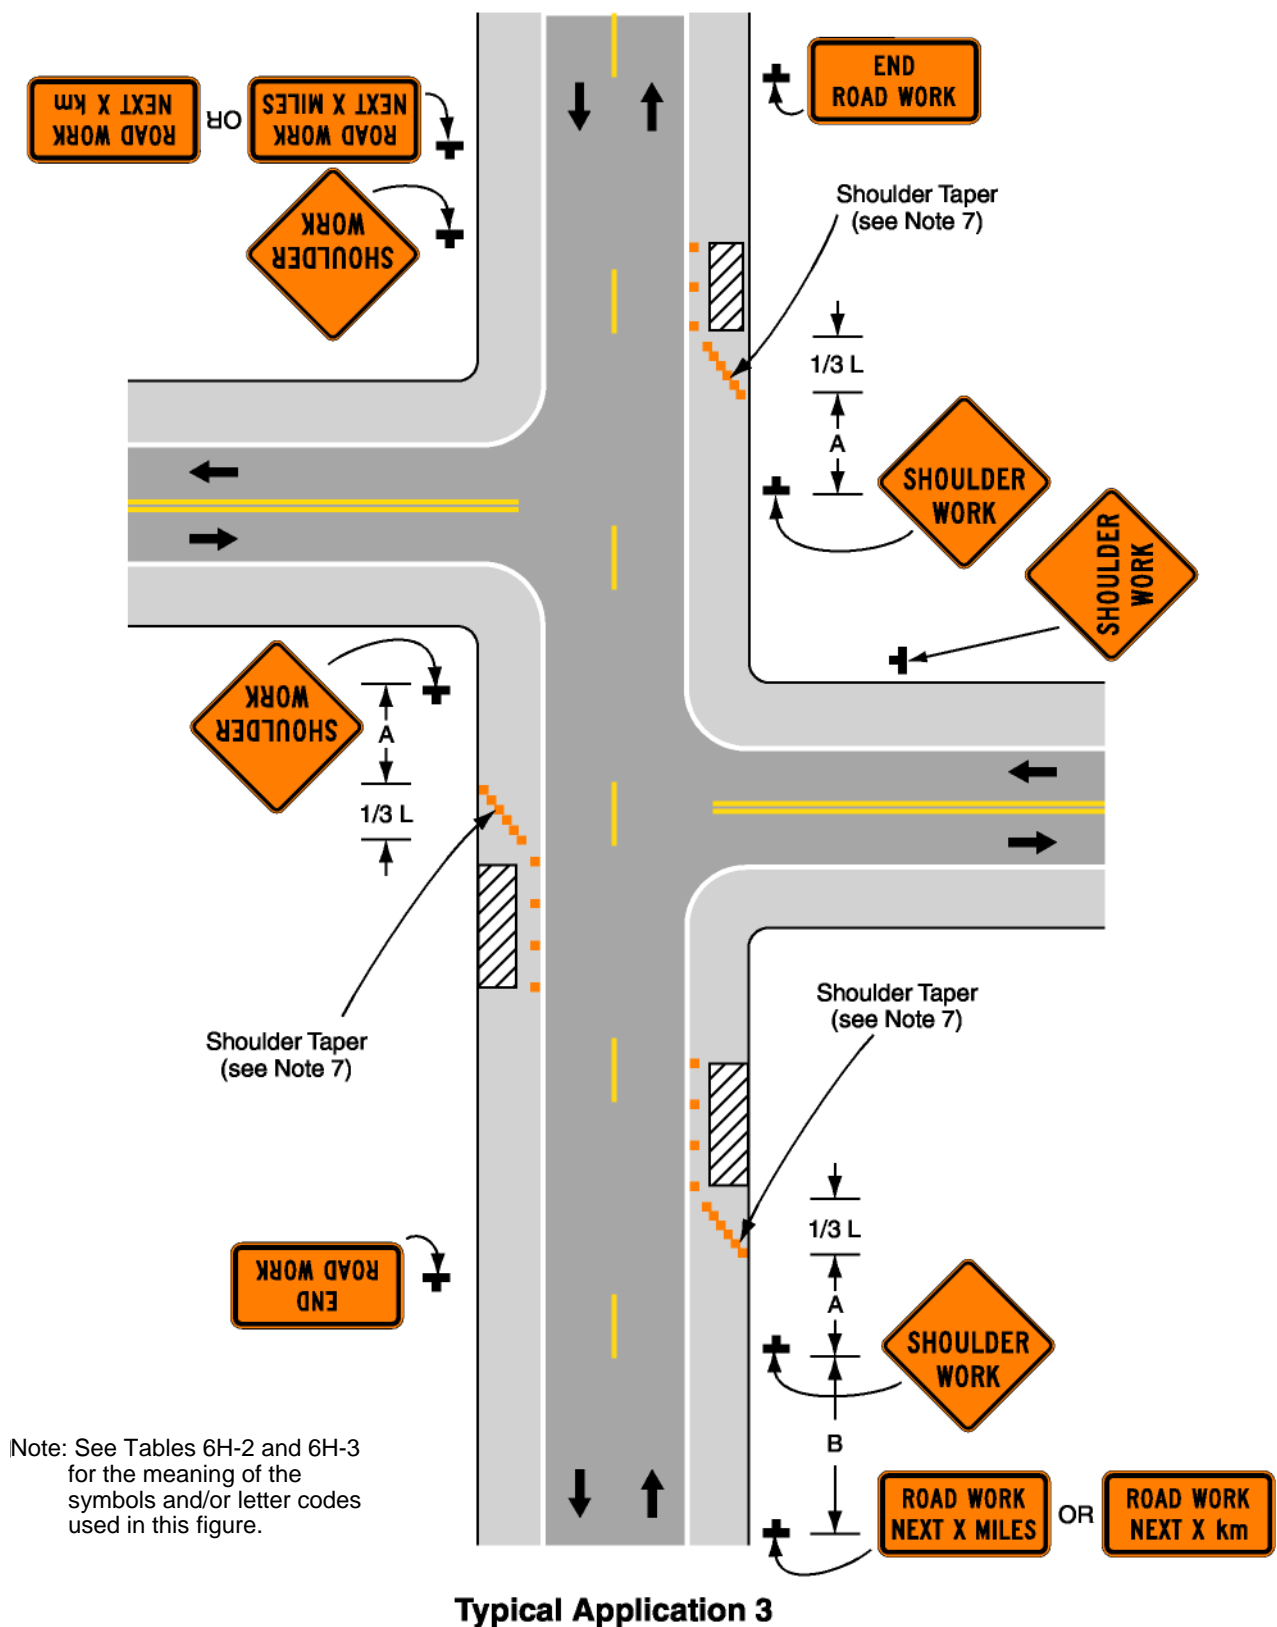 END
ROAD WORK
ROAD WORK
NEXT X km
OR
ROAD WORK
NEXT X MILES
SHOULDER
WORK
Shoulder Taper
(see Note 7)
1/3 L
A
SHOULDER
WORK
SHOULDER
WORK
SHOULDER
WORK
A
1/3 L
Shoulder Taper
(see Note 7)
Shoulder Taper
(see Note 7)
1/3 L
A
END
ROAD WORK
SHOULDER
WORK
B
Note: See Tables 6H-2 and 6H-3
for the meaning of the
symbols and/or letter codes
used in this figure.
ROAD WORK
NEXT X MILES
OR
ROAD WORK
NEXT X km
Typical Application 3